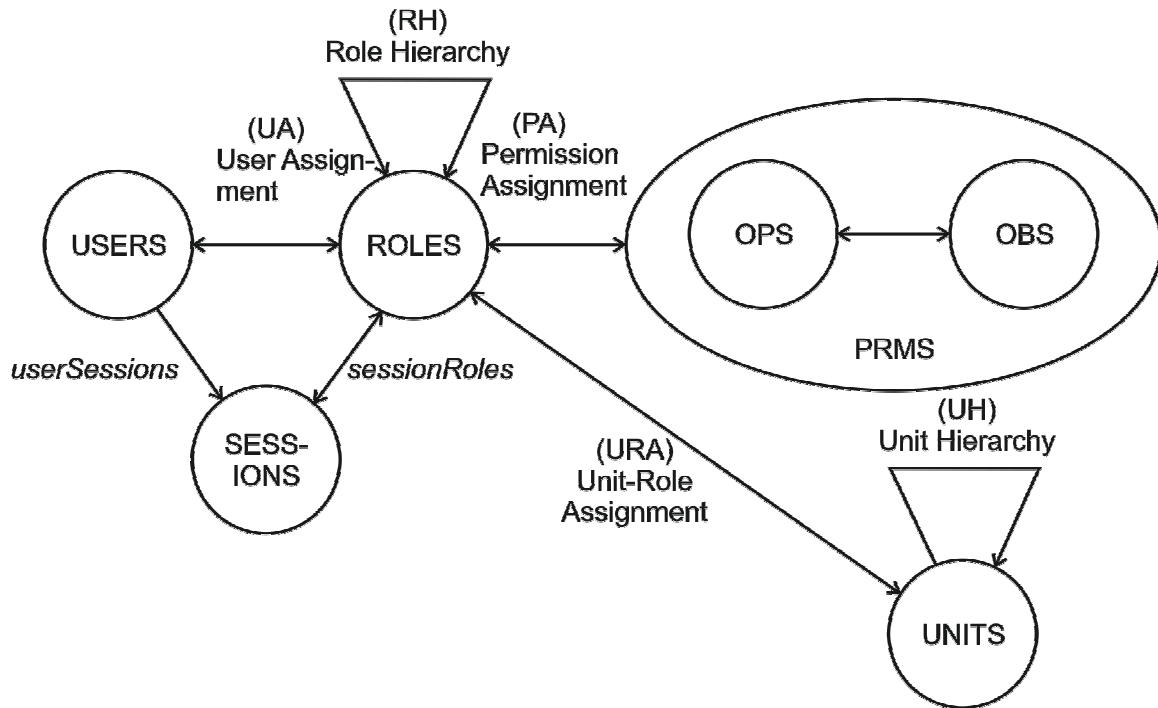 (RH)
Role Hierarchy
(UA)
User Assign-
ment
(PA)
Permission
Assignment
USERS
ROLES
OPS
OBS
PRMS
userSessions
sessionRoles
SESS-
IONS
(URA)
Unit-Role
Assignment
(UH)
Unit Hierarchy
UNITS